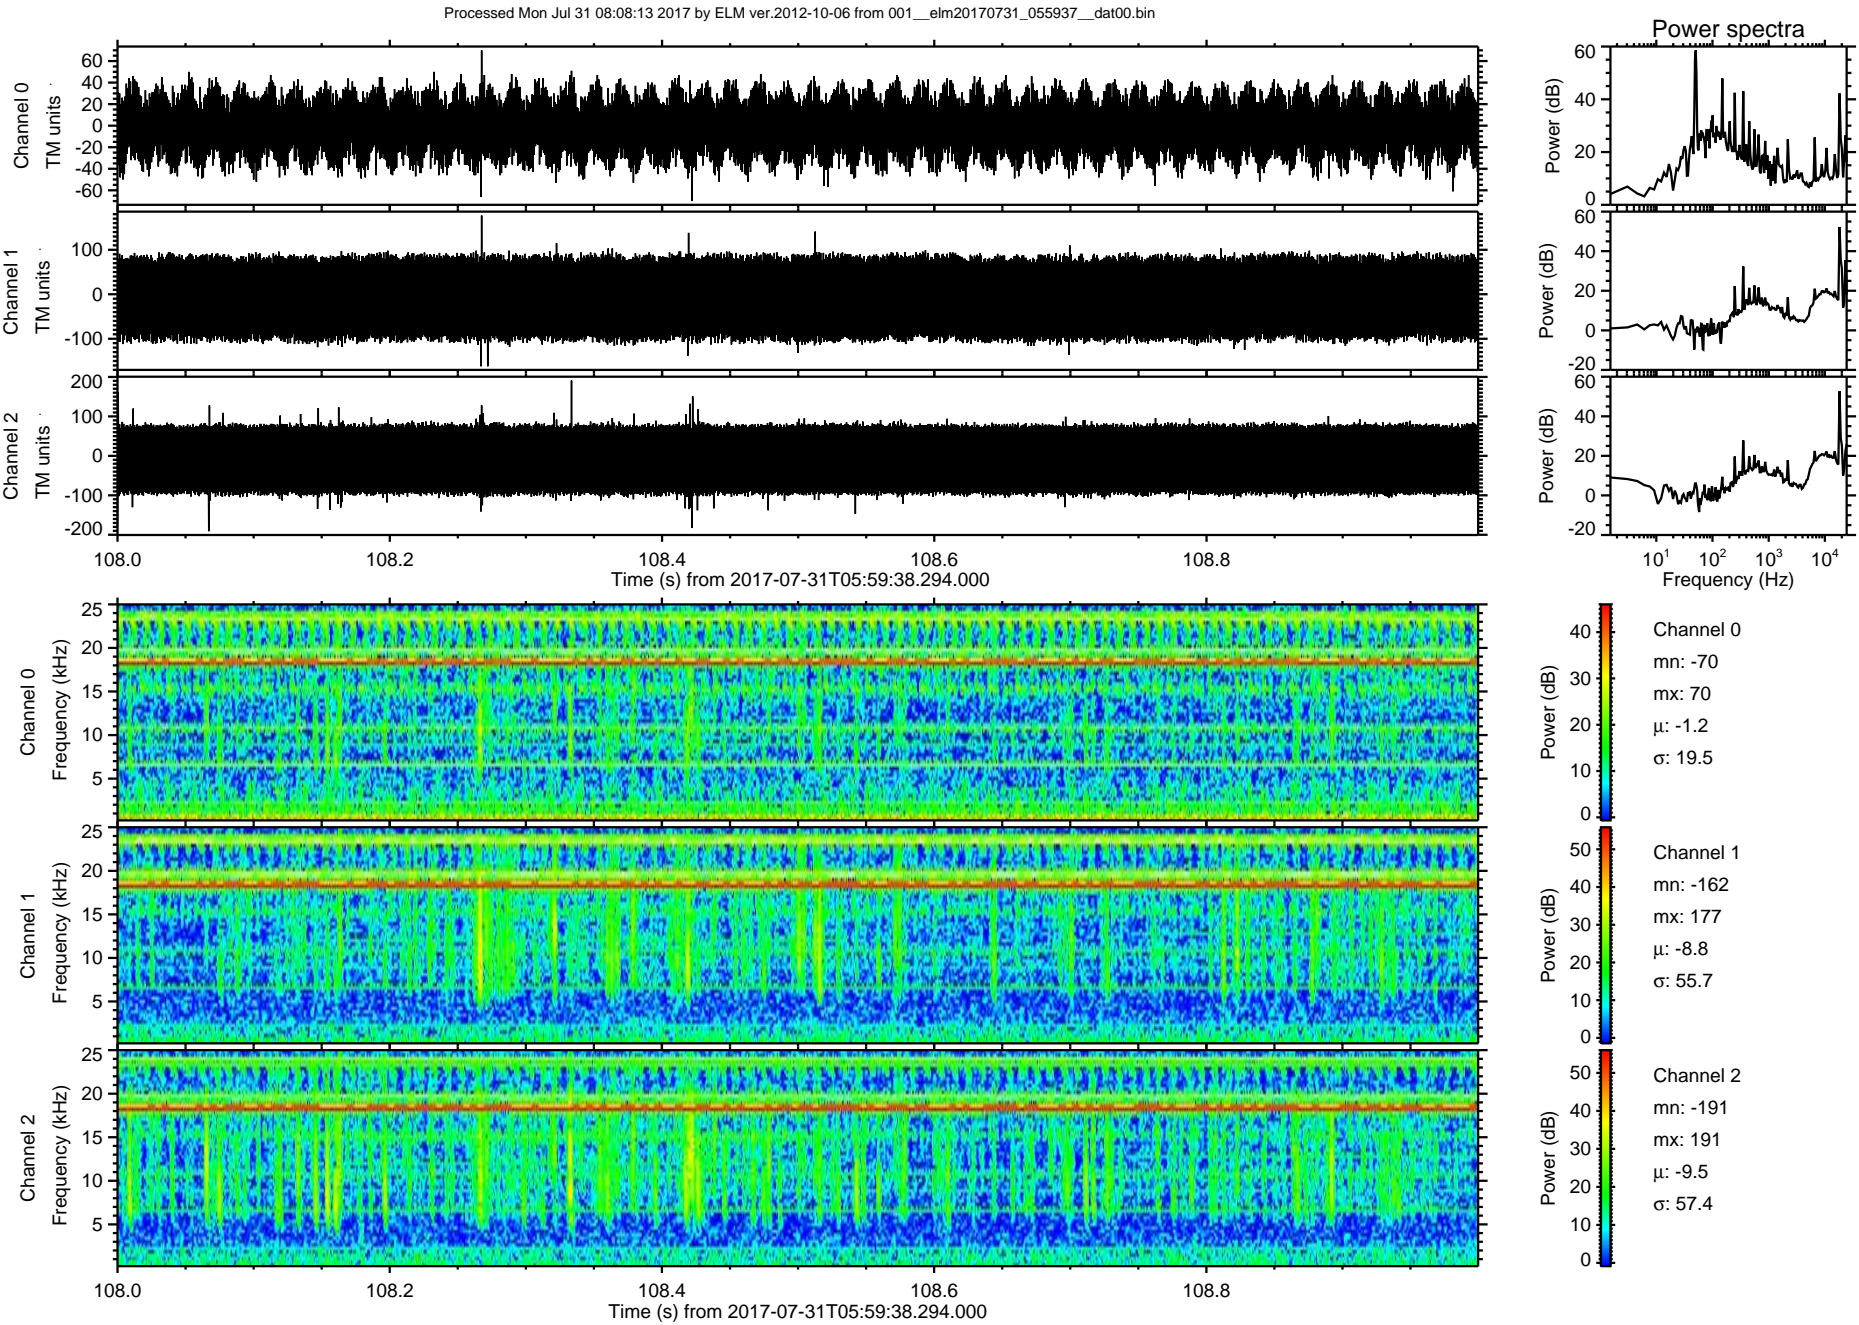 Processed Mon Jul 31 08:08:13 2017 by ELM ver.2012-10-06 from 001__elm20170731_055937__dat00.bin
Power spectra
Channel 0
TM units
60
40
20
0
-20
-40
-60
Power (dB)
60
40
20
0
Channel 1
TM units
100
0
-100
Power (dB)
60
40
20
0
-20
Channel 2
TM units
200
100
0
-100
-200
Power (dB)
60
40
20
0
-20
108.0 108.2 108.4 108.6 108.8
Time (s) from 2017-07-31T05:59:38.294.000
10¹ 10² 10³ 10⁴
Frequency (Hz)
Channel 0
Frequency (kHz)
25
20
15
10
5
Power (dB)
40
30
20
10
0
Channel 0
mn: -70
mx: 70
μ: -1.2
σ: 19.5
Channel 1
Frequency (kHz)
25
20
15
10
5
Power (dB)
50
40
30
20
10
0
Channel 1
mn: -162
mx: 177
μ: -8.8
σ: 55.7
Channel 2
Frequency (kHz)
25
20
15
10
5
Power (dB)
50
40
30
20
10
0
Channel 2
mn: -191
mx: 191
μ: -9.5
σ: 57.4
108.0 108.2 108.4 108.6 108.8
Time (s) from 2017-07-31T05:59:38.294.000